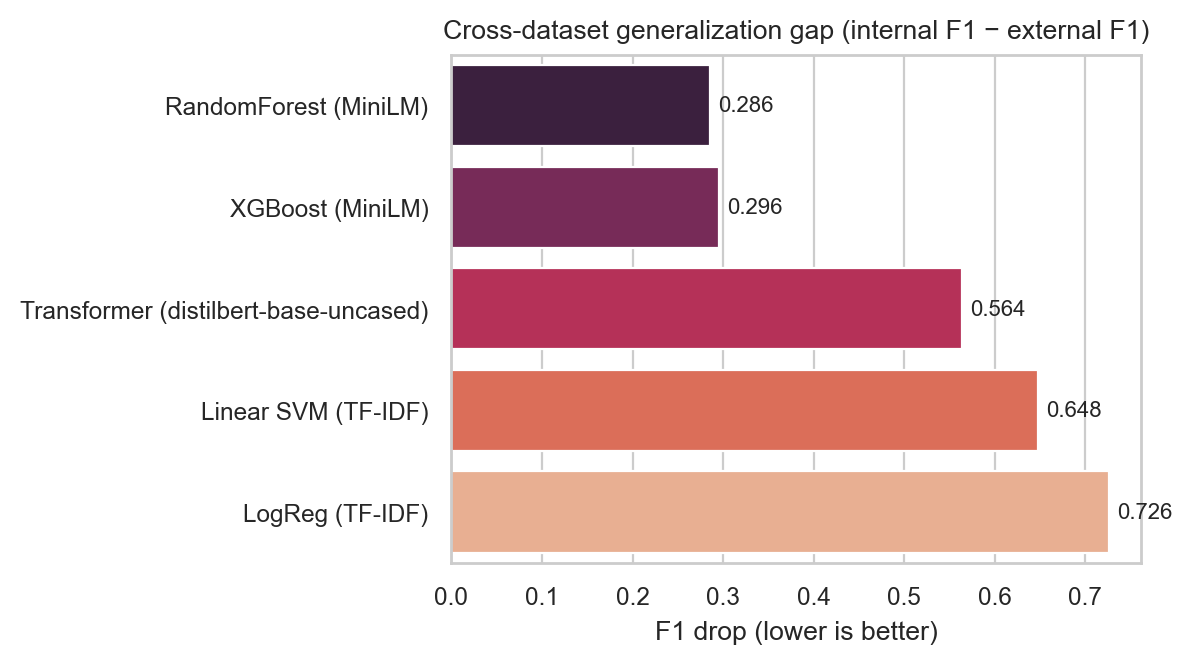 Cross-dataset generalization gap (internal F1 − external F1)
RandomForest (MiniLM)
0.286
XGBoost (MiniLM)
0.296
Transformer (distilbert-base-uncased)
0.564
Linear SVM (TF-IDF)
0.648
LogReg (TF-IDF)
0.726
0.0 0.1 0.2 0.3 0.4 0.5 0.6 0.7
F1 drop (lower is better)